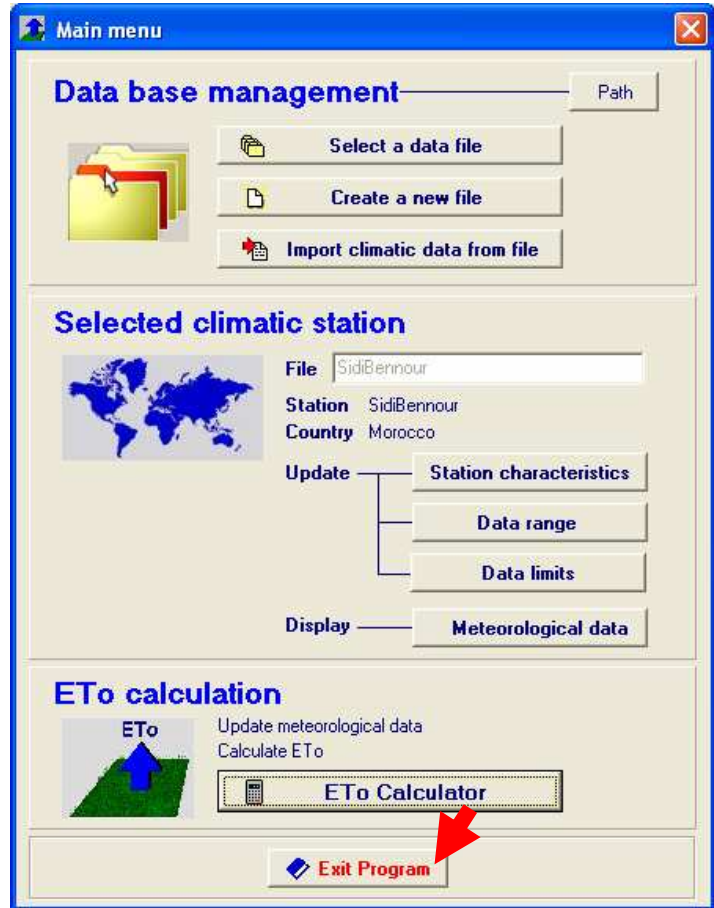 Main menu
Data base management
Path
Select a data file
Create a new file
Import climatic data from file
Selected climatic station
File SidiBennour
Station SidiBennour
Country Morocco
Update Station characteristics
Data range
Data limits
Display Meteorological data
ETo calculation
ETo
Update meteorological data
Calculate ETo
ETo Calculator
Exit Program